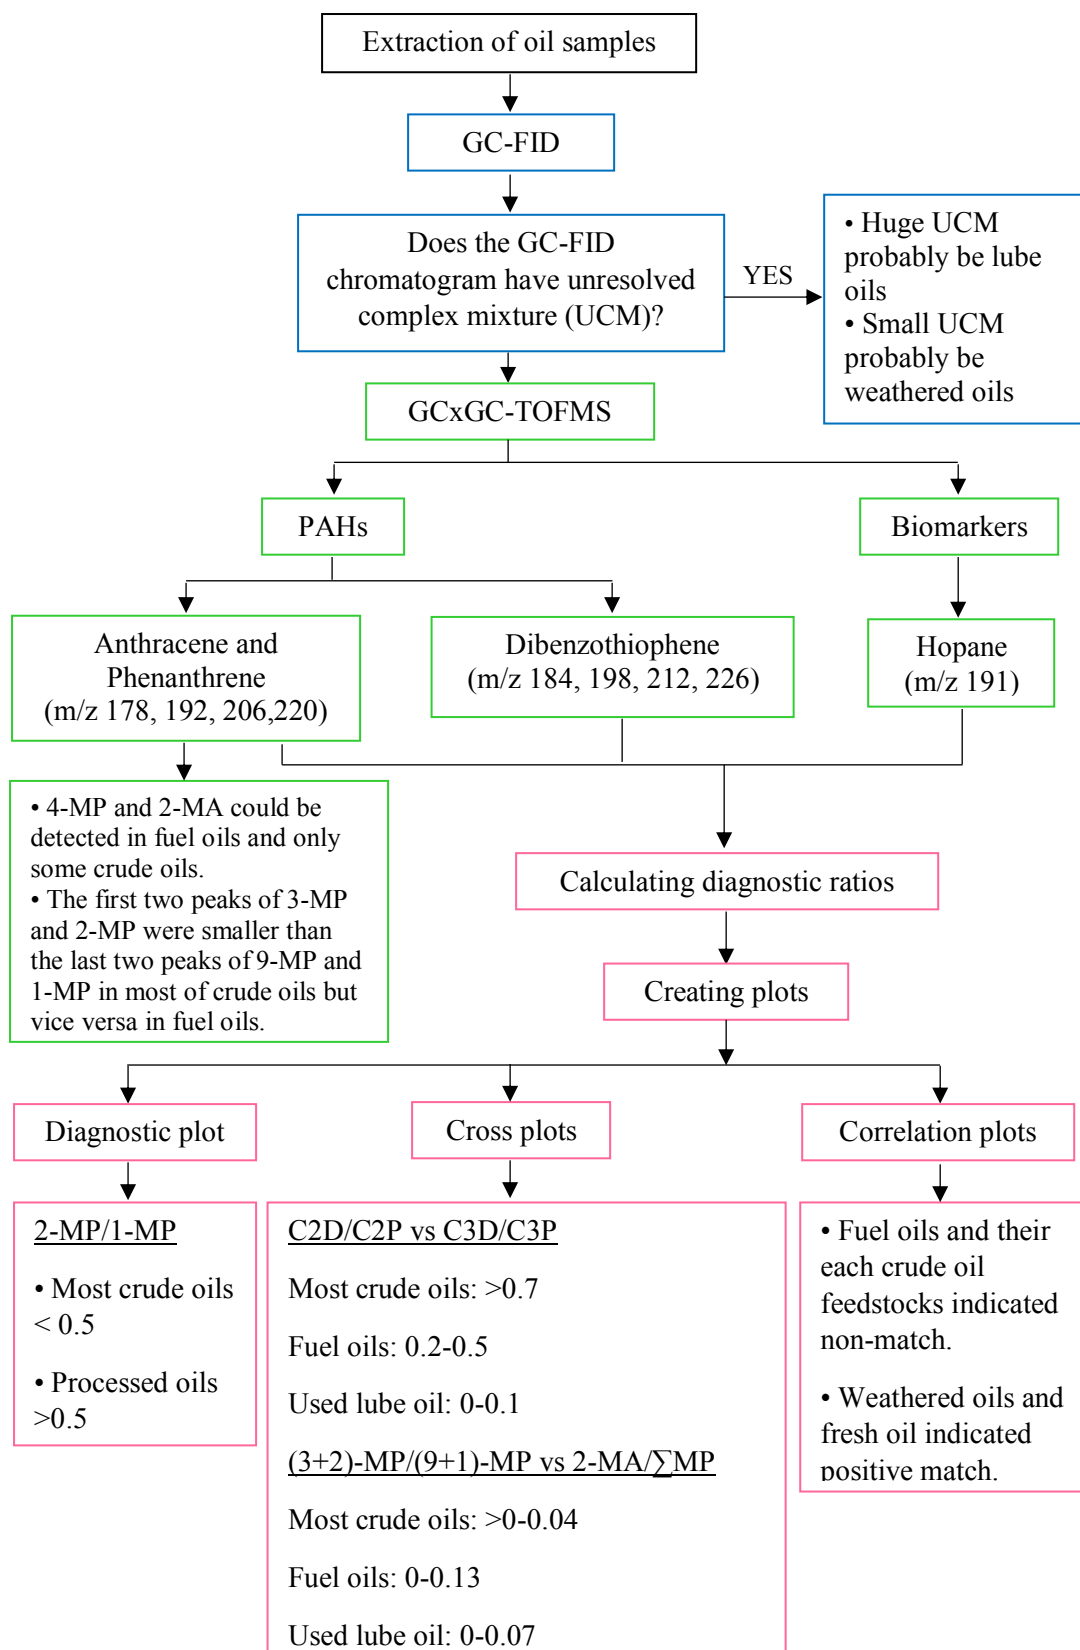 Extraction of oil samples
GC-FID
Does the GC-FID
chromatogram have unresolved
complex mixture (UCM)?
YES
• Huge UCM
probably be lube
oils
• Small UCM
probably be
weathered oils
GCxGC-TOFMS
PAHs
Biomarkers
Anthracene and
Phenanthrene
(m/z 178, 192, 206,220)
Dibenzothiophene
(m/z 184, 198, 212, 226)
Hopane
(m/z 191)
• 4-MP and 2-MA could be
detected in fuel oils and only
some crude oils.
• The first two peaks of 3-MP
and 2-MP were smaller than
the last two peaks of 9-MP and
1-MP in most of crude oils but
vice versa in fuel oils.
Calculating diagnostic ratios
Creating plots
Diagnostic plot
Cross plots
Correlation plots
2-MP/1-MP
• Most crude oils
< 0.5
• Processed oils
>0.5
C2D/C2P vs C3D/C3P
Most crude oils: >0.7
Fuel oils: 0.2-0.5
Used lube oil: 0-0.1
(3+2)-MP/(9+1)-MP vs 2-MA/∑MP
Most crude oils: >0-0.04
Fuel oils: 0-0.13
Used lube oil: 0-0.07
• Fuel oils and their
each crude oil
feedstocks indicated
non-match.
• Weathered oils and
fresh oil indicated
positive match.